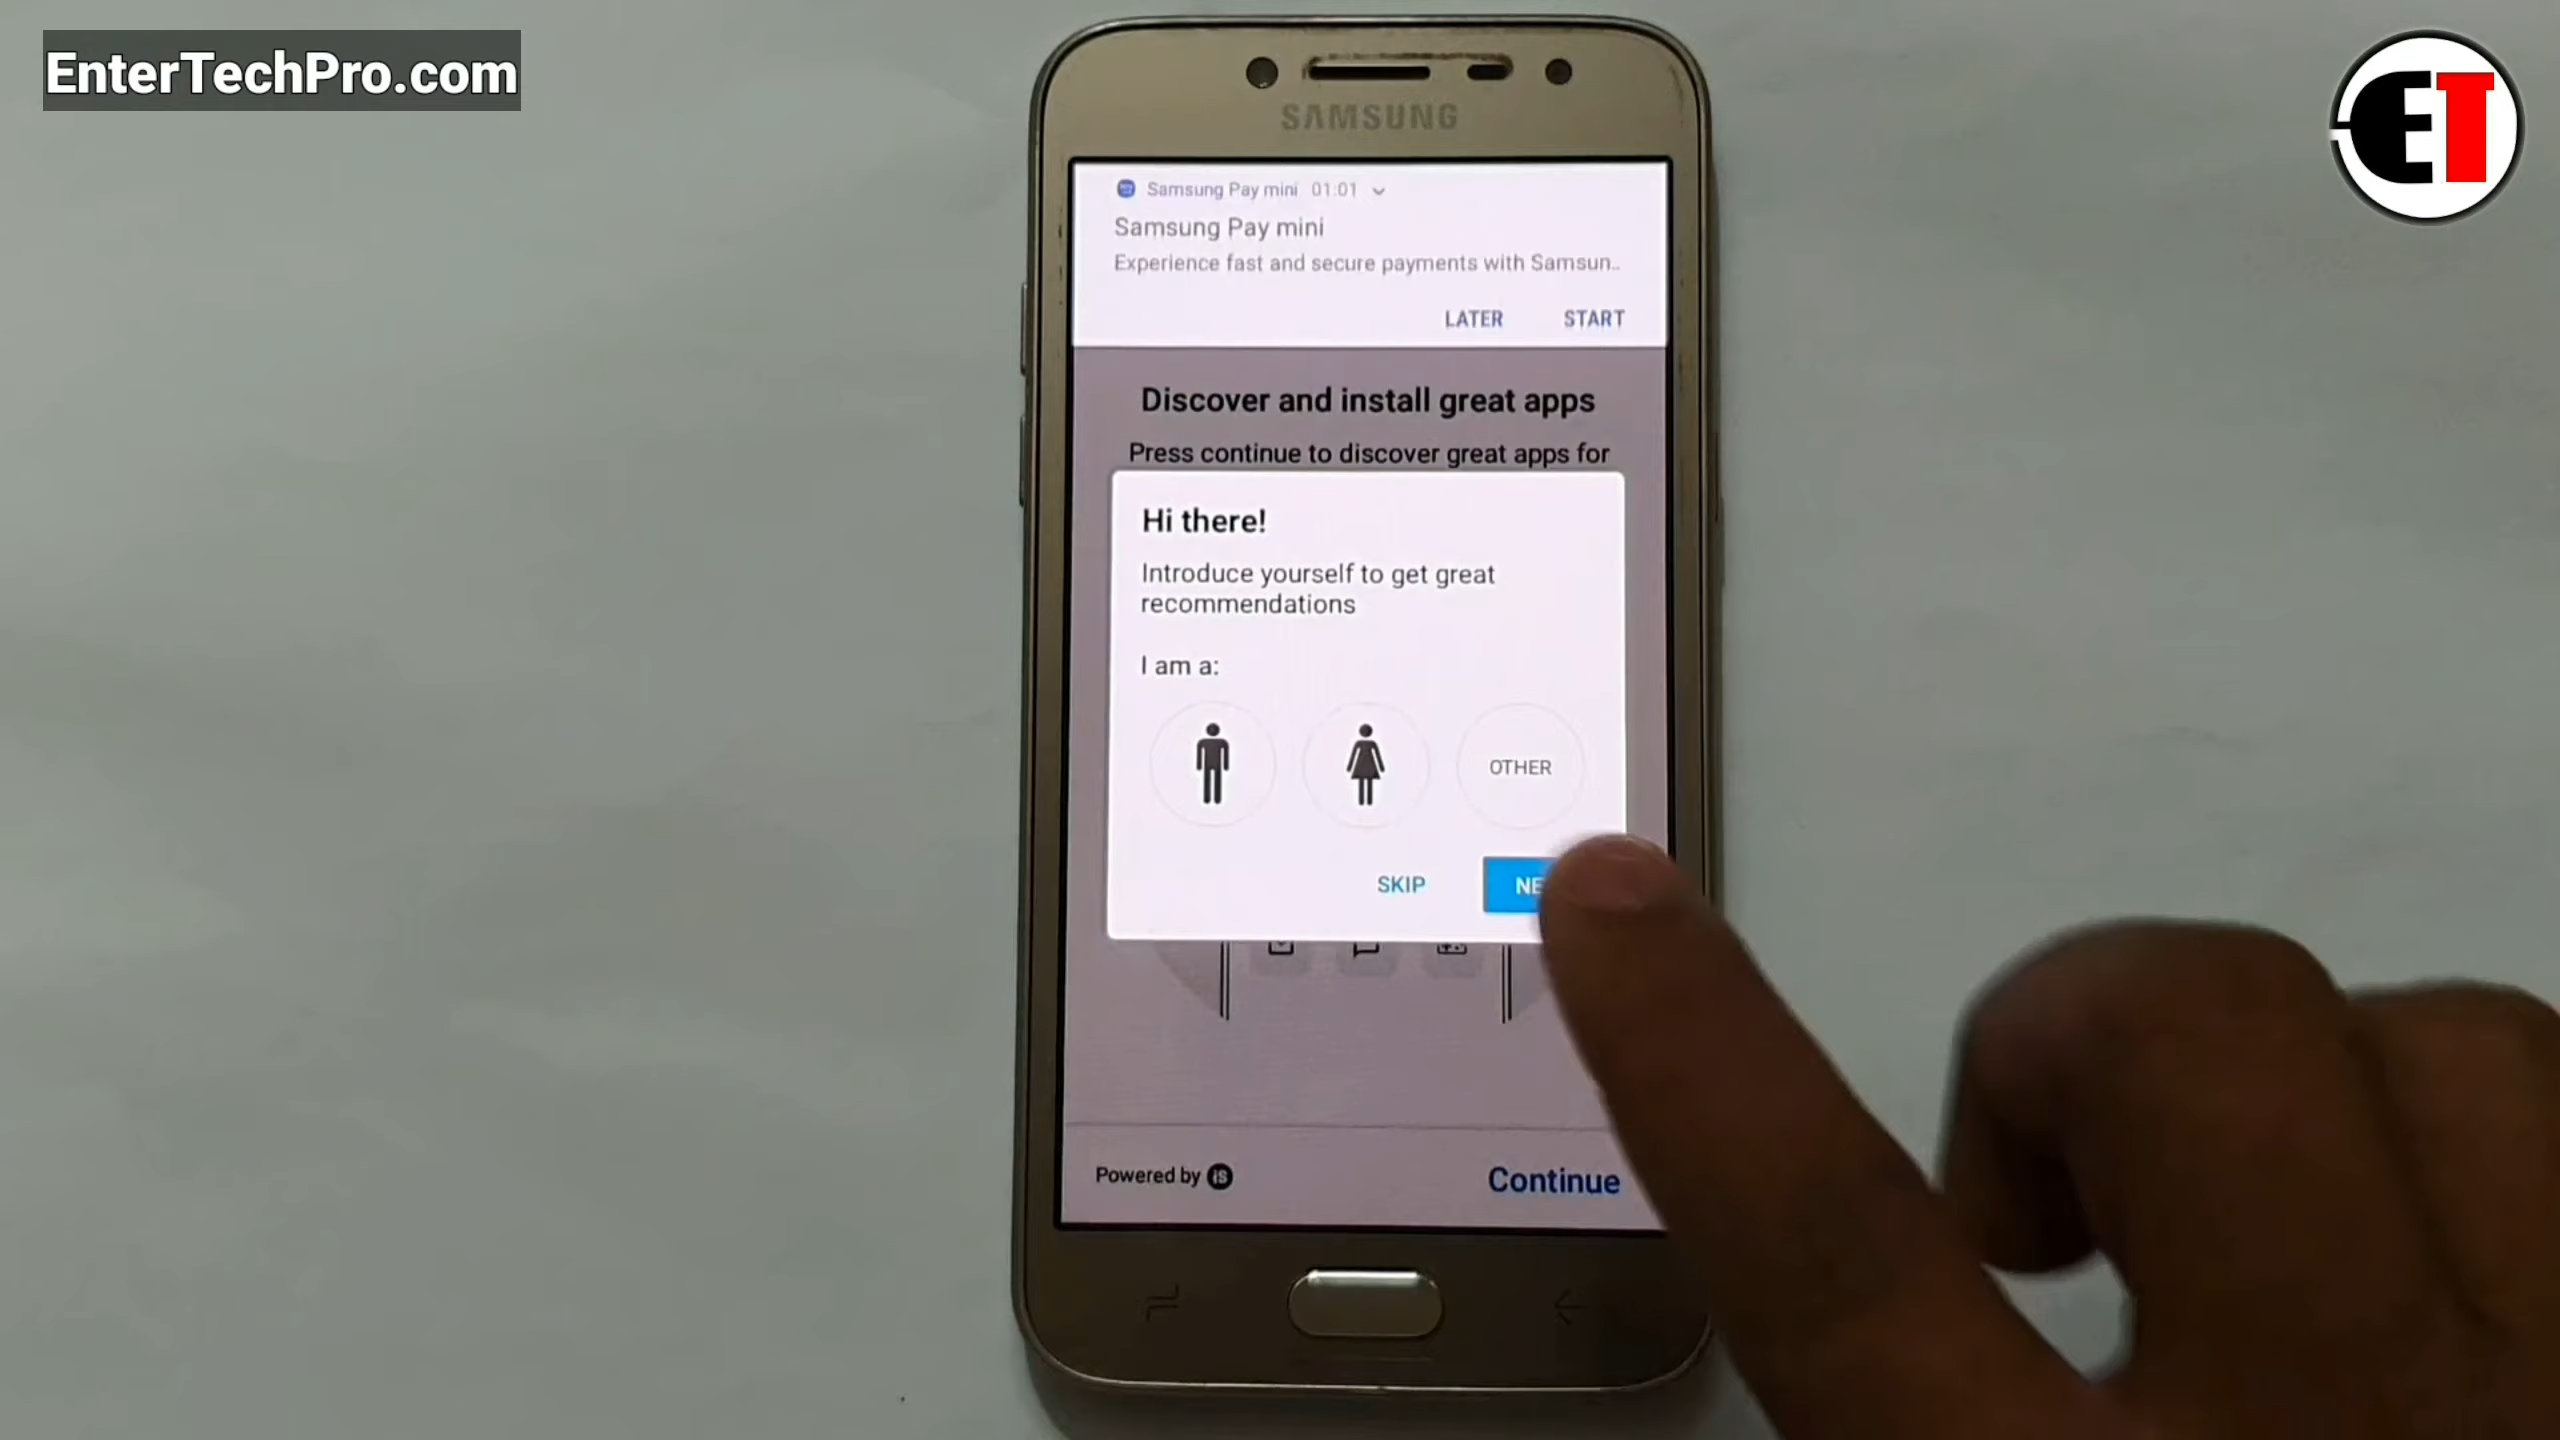 EnterTechPro.com
ET
SAMSUNG
Samsung Pay mini 01:01
Samsung Pay mini
Experience fast and secure payments with Samsun..
LATER START
Discover and install great apps
Press continue to discover great apps for
Hi there!
Introduce yourself to get great
recommendations
I am a:
OTHER
SKIP NE
Powered by iS
Continue